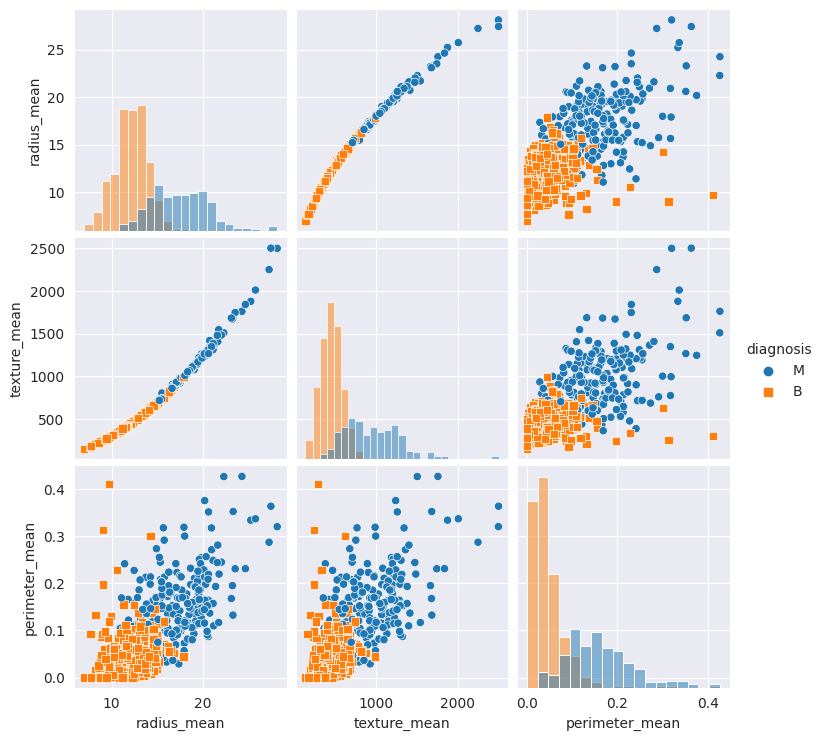 25
20
15
10
radius_mean
2500
2000
1500
1000
500
texture_mean
diagnosis
M
B
0.4
0.3
0.2
0.1
0.0
perimeter_mean
10 20 1000 2000 0.0 0.2 0.4
radius_mean texture_mean perimeter_mean